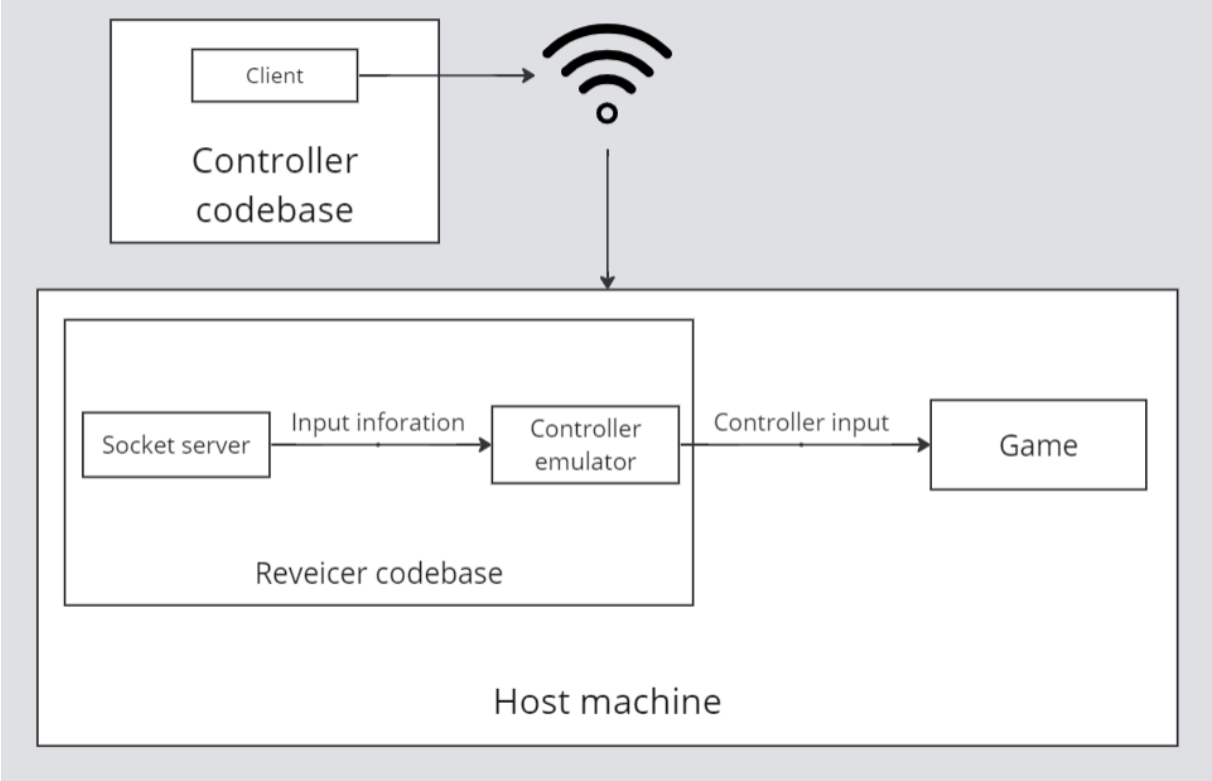 Client
Controller
codebase
Input inforation
Controller input
Socket server
Controller
emulator
Game
Reveicer codebase
Host machine